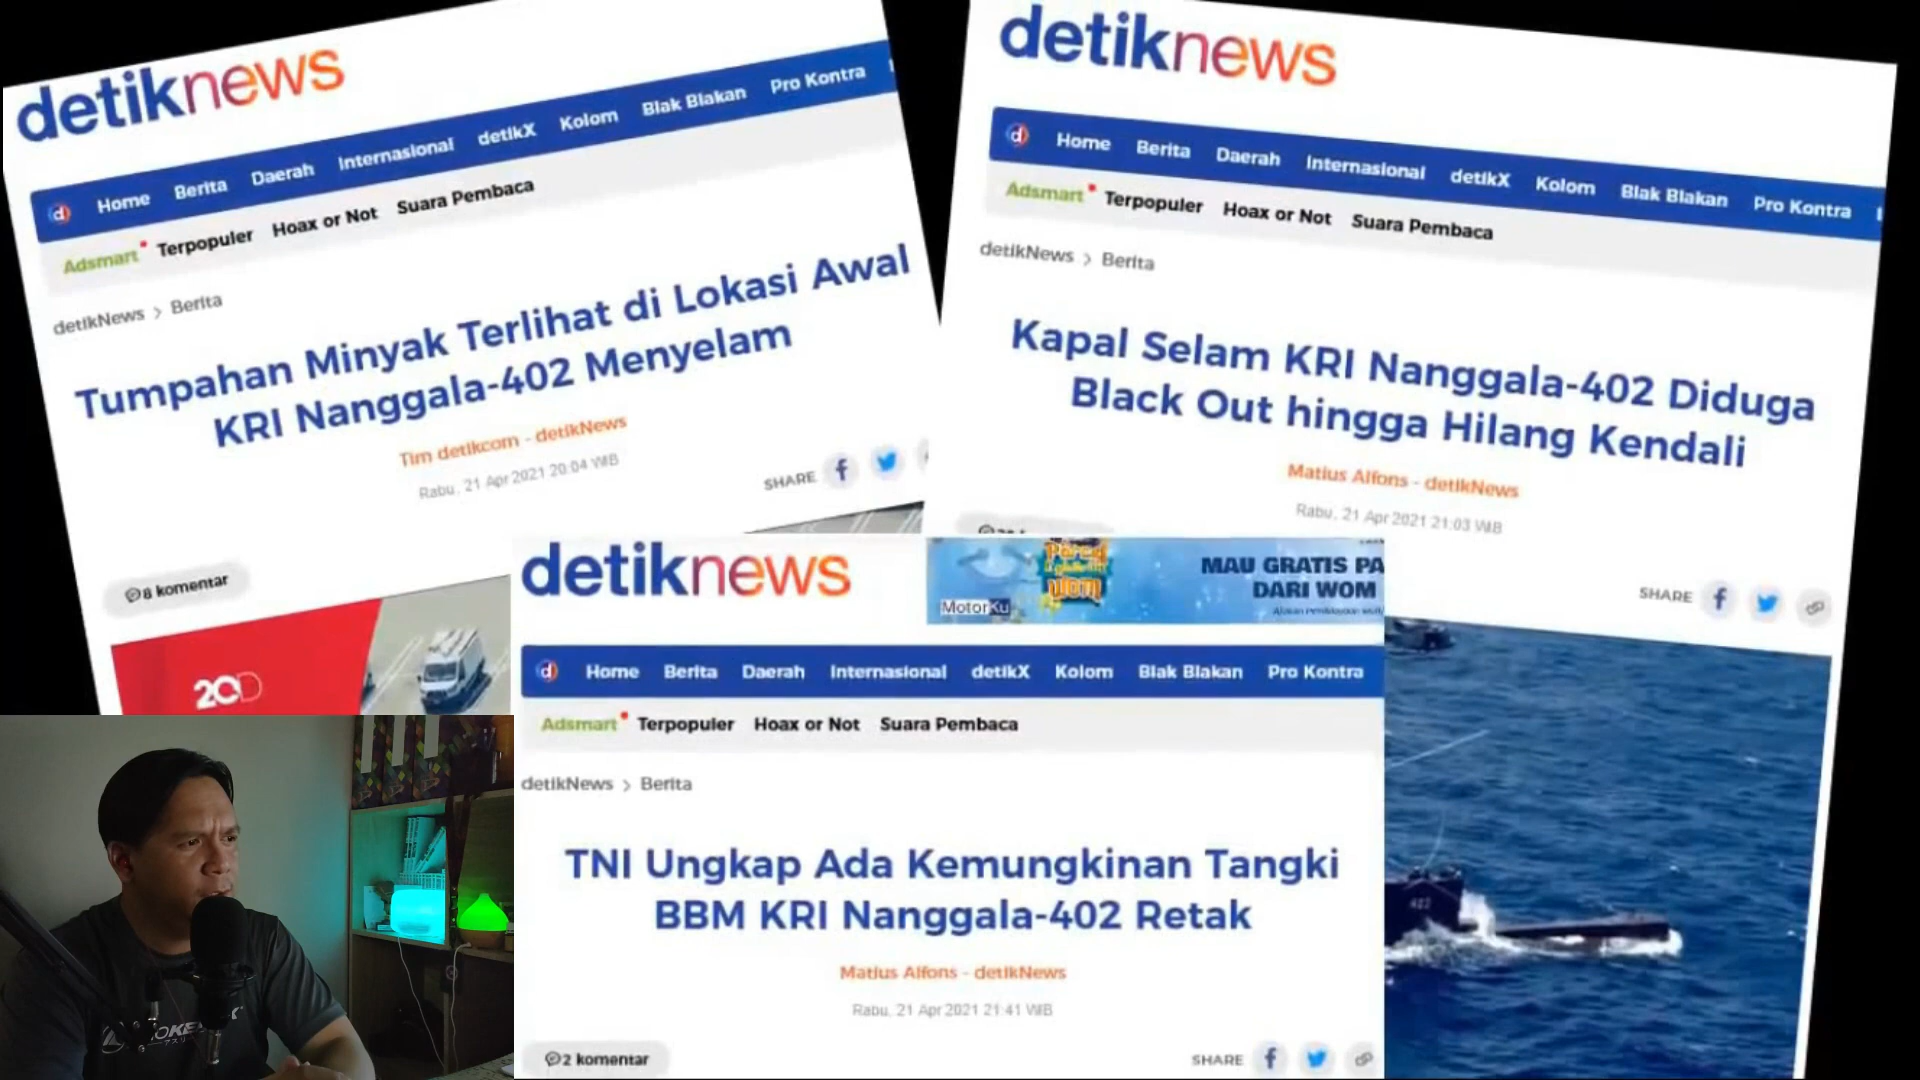 detiknews
Home Berita Daerah Internasional detikX Kolom Blak Blakan Pro Kontra
Adsmart Terpopuler Hoax or Not Suara Pembaca
detikNews > Berita
Tumpahan Minyak Terlihat di Lokasi Awal
KRI Nanggala-402 Menyelam
Tim detikcom - detikNews
Rabu, 21 Apr 2021 20:04 WIB
SHARE
8 komentar
20D
detiknews
Home Berita Daerah Internasional detikX Kolom Blak Blakan Pro Kontra
Adsmart Terpopuler Hoax or Not Suara Pembaca
detikNews > Berita
Kapal Selam KRI Nanggala-402 Diduga
Black Out hingga Hilang Kendali
Matius Alfons - detikNews
Rabu, 21 Apr 2021 21:03 WIB
SHARE
402
detiknews
MotorKu
MAU GRATIS PA
DARI WOM
Home Berita Daerah Internasional detikX Kolom Blak Blakan Pro Kontra
Adsmart Terpopuler Hoax or Not Suara Pembaca
detikNews > Berita
TNI Ungkap Ada Kemungkinan Tangki
BBM KRI Nanggala-402 Retak
Matius Alfons - detikNews
Rabu, 21 Apr 2021 21:41 WIB
2 komentar
SHARE